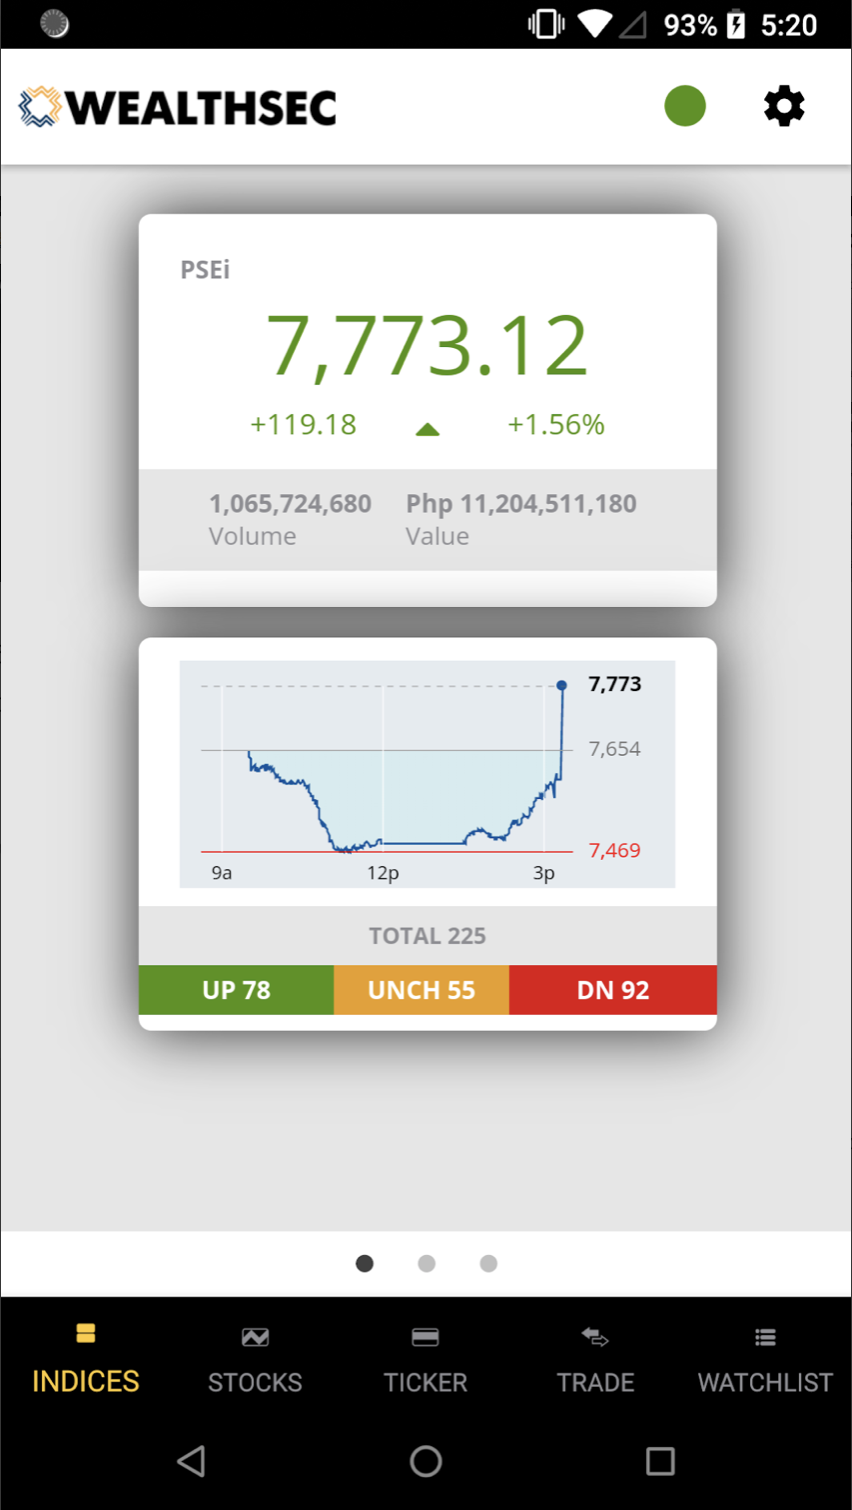 93% 5:20
WEALTHSEC
PSEi
7,773.12
+119.18 +1.56%
1,065,724,680 Php 11,204,511,180
Volume Value
7,773
7,654
7,469
9a 12p 3p
TOTAL 225
UP 78 UNCH 55 DN 92
INDICES STOCKS TICKER TRADE WATCHLIST